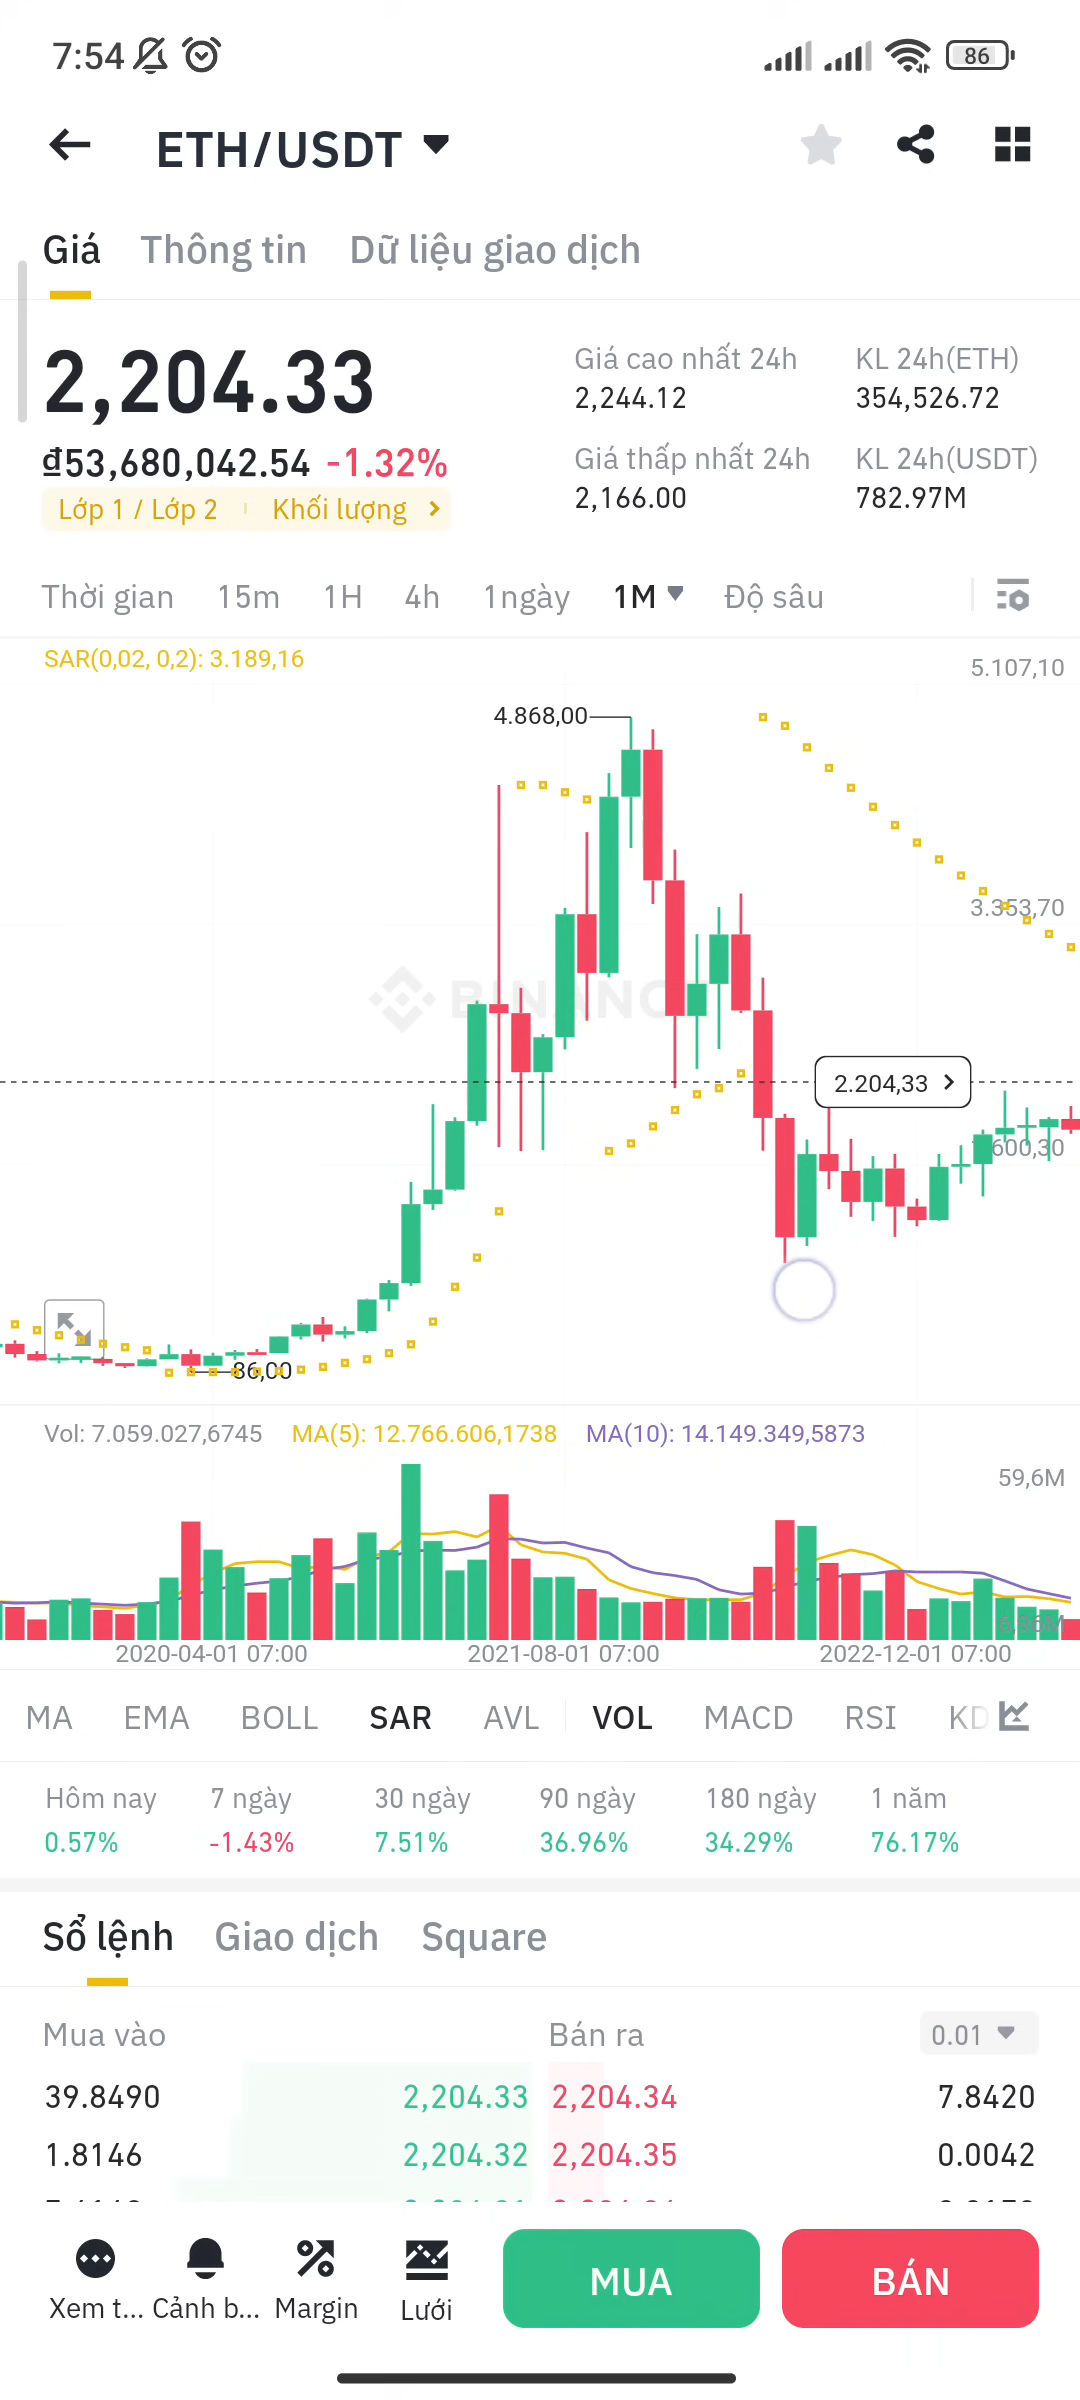 7:54
86
ETH/USDT
Giá Thông tin Dữ liệu giao dịch
2,204.33
₫53,680,042.54 -1.32%
Lớp 1 / Lớp 2 Khối lượng
Giá cao nhất 24h KL 24h(ETH)
2,244.12 354,526.72
Giá thấp nhất 24h KL 24h(USDT)
2,166.00 782.97M
Thời gian 15m 1H 4h 1ngày 1M Độ sâu
SAR(0,02, 0,2): 3.189,16
5.107,10
4.868,00
3.353,70
BINANC
2.204,33
600,30
86,00
Vol: 7.059.027,6745 MA(5): 12.766.606,1738 MA(10): 14.149.349,5873
59,6M
6,96M
2020-04-01 07:00 2021-08-01 07:00 2022-12-01 07:00
MA EMA BOLL SAR AVL VOL MACD RSI KD
Hôm nay 7 ngày 30 ngày 90 ngày 180 ngày 1 năm
0.57% -1.43% 7.51% 36.96% 34.29% 76.17%
Sổ lệnh Giao dịch Square
Mua vào Bán ra 0.01
39.8490 2,204.33 2,204.34 7.8420
1.8146 2,204.32 2,204.35 0.0042
Xem t... Cảnh b... Margin Lưới
MUA BÁN